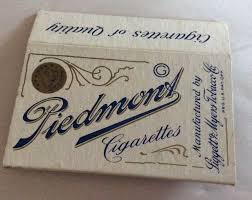 Cigarettes of Quality
G
Piedmont
Cigarettes
Manufactured by
Liggett & Myers Tobacco Co.